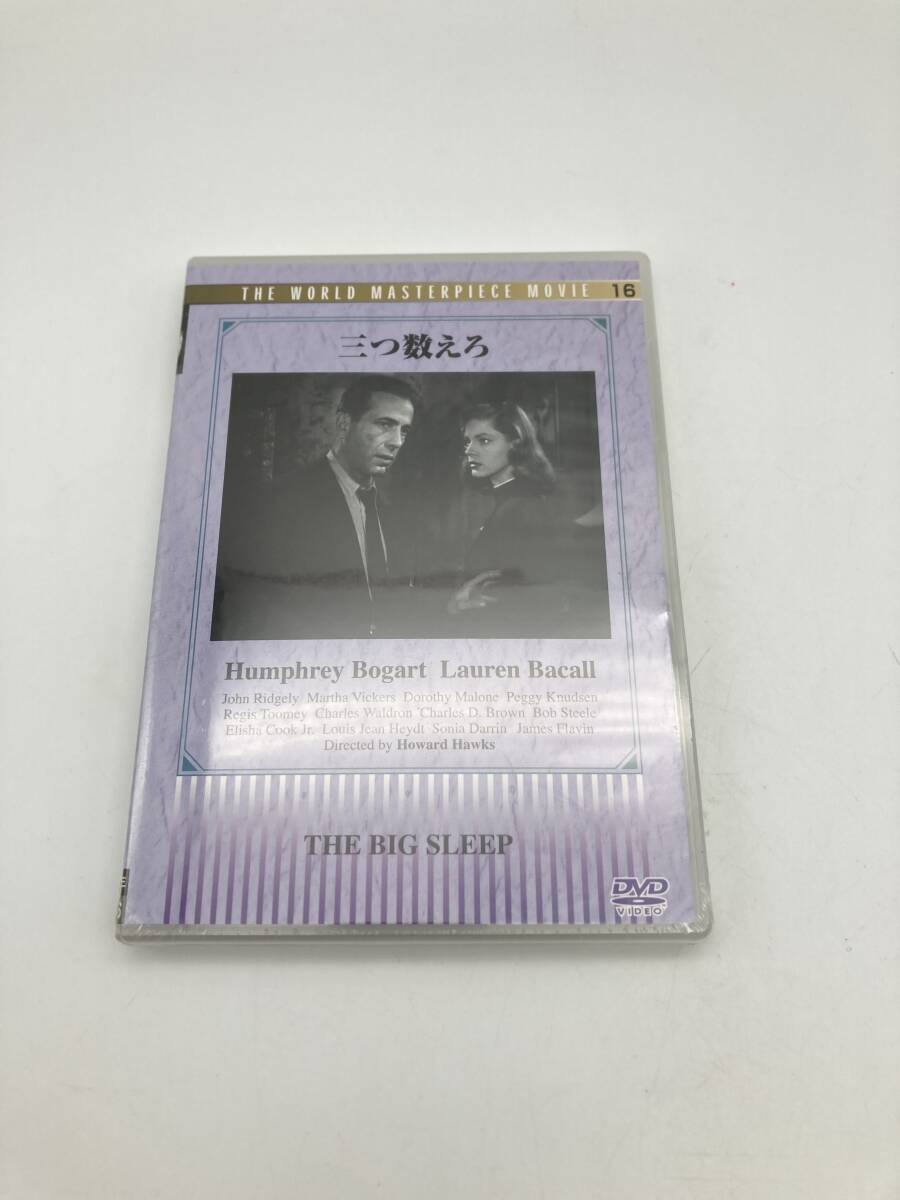 THE WORLD MASTERPIECE MOVIE 16
三つ数えろ
Humphrey Bogart Lauren Bacall
John Ridgely Martha Vickers Dorothy Malone Peggy Knudsen
Regis Toomey Charles Waldron Charles D. Brown Bob Steele
Elisha Cook Jr. Louis Jean Heydt Sonia Darrin James Flavin
Directed by Howard Hawks
THE BIG SLEEP
DVD
VIDEO